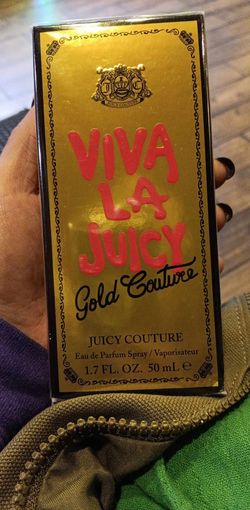 J C
VIVA
LA
JUICY
Gold Couture
JUICY COUTURE
Eau de Parfum Spray / Vaporisateur
1.7 FL. OZ. 50 mL ℮